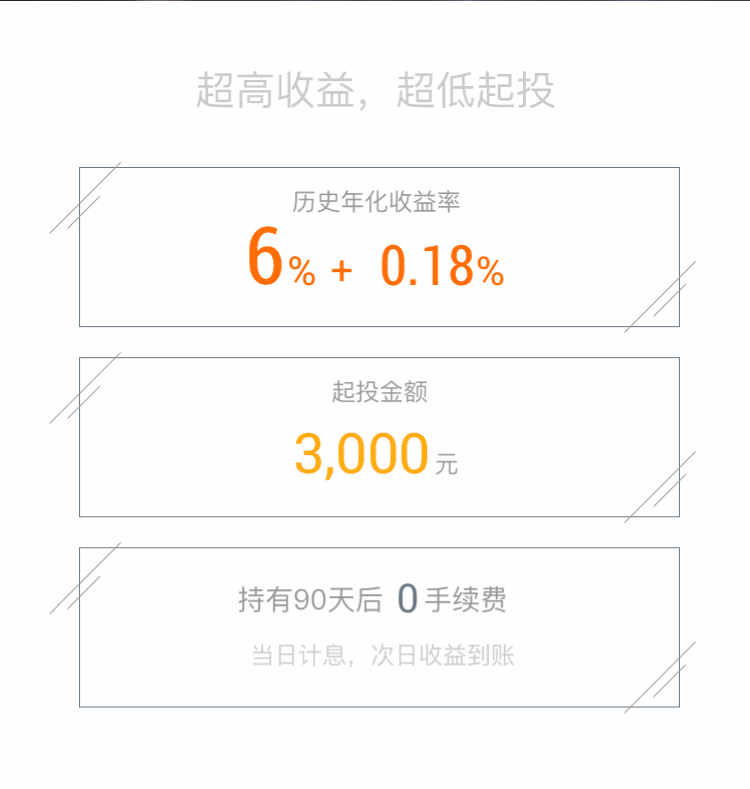 超高收益，超低起投
历史年化收益率
6% + 0.18%
起投金额
3,000元
持有90天后 0 手续费
当日计息，次日收益到账